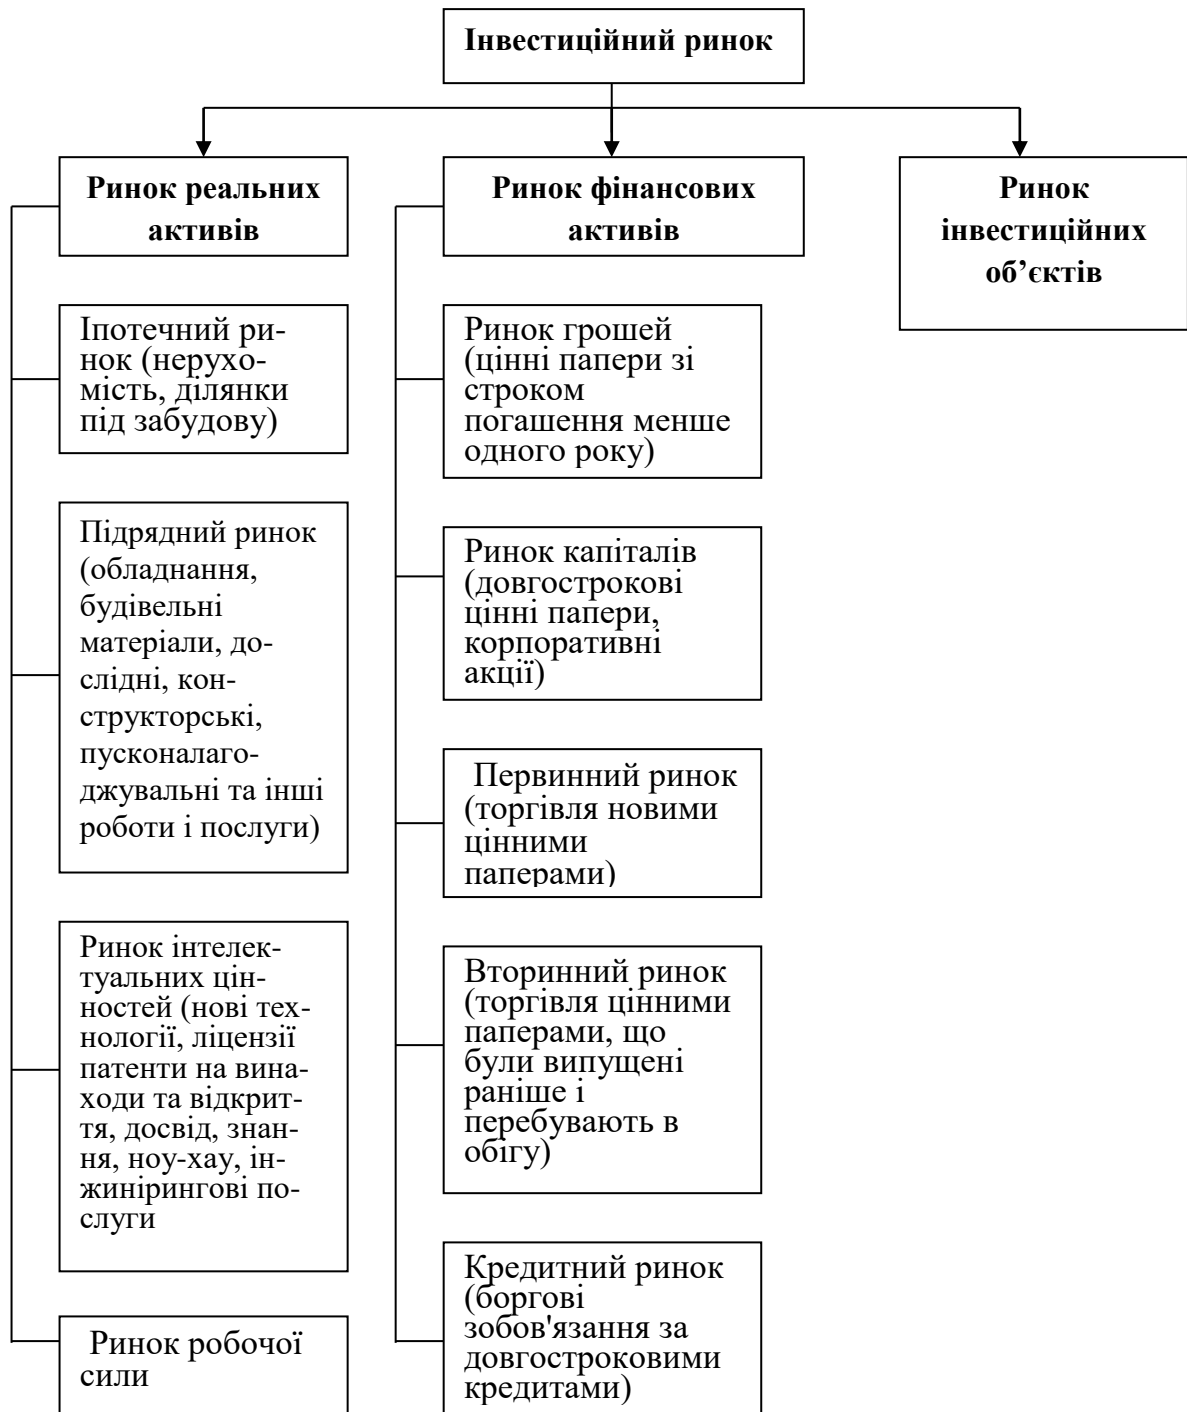 Інвестиційний ринок
Ринок реальних
активів
Ринок фінансових
активів
Ринок
інвестиційних
об’єктів
Іпотечний ри-
нок (нерухо-
мість, ділянки
під забудову)
Підрядний ринок
(обладнання,
будівельні
матеріали, до-
слідні, кон-
структорські,
пусконалаго-
джувальні та інші
роботи і послуги)
Ринок інтелек-
туальних цін-
ностей (нові тех-
нології, ліцензії
патенти на вина-
ходи та відкрит-
тя, досвід, знан-
ня, ноу-хау, ін-
жинірингові по-
слуги
Ринок робочої
сили
Ринок грошей
(цінні папери зі
строком
погашення менше
одного року)
Ринок капіталів
(довгострокові
цінні папери,
корпоративні
акції)
Первинний ринок
(торгівля новими
цінними
паперами)
Вторинний ринок
(торгівля цінними
паперами, що
були випущені
раніше і
перебувають в
обігу)
Кредитний ринок
(боргові
зобов'язання за
довгостроковими
кредитами)